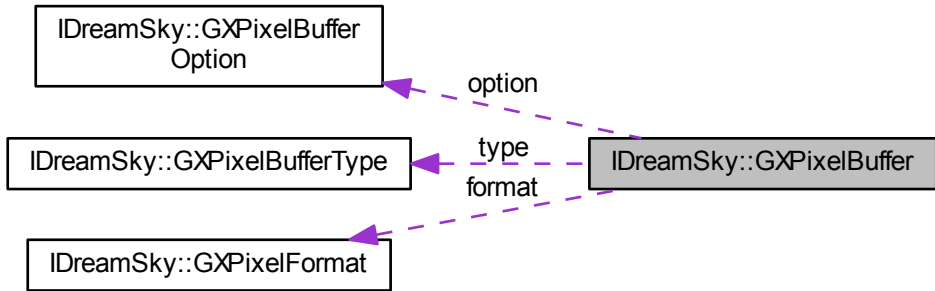 IDreamSky::GXPixelBuffer
Option
option
IDreamSky::GXPixelBufferType
type
IDreamSky::GXPixelBuffer
format
IDreamSky::GXPixelFormat